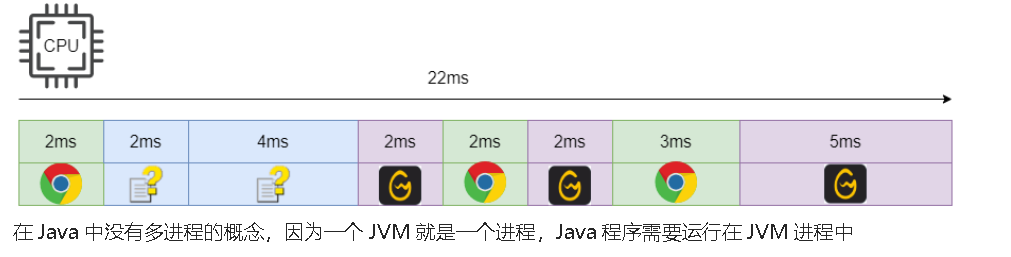 CPU
22ms
2ms 2ms 4ms 2ms 2ms 2ms 3ms 5ms
在 Java 中没有多进程的概念，因为一个 JVM 就是一个进程，Java 程序需要运行在 JVM 进程中